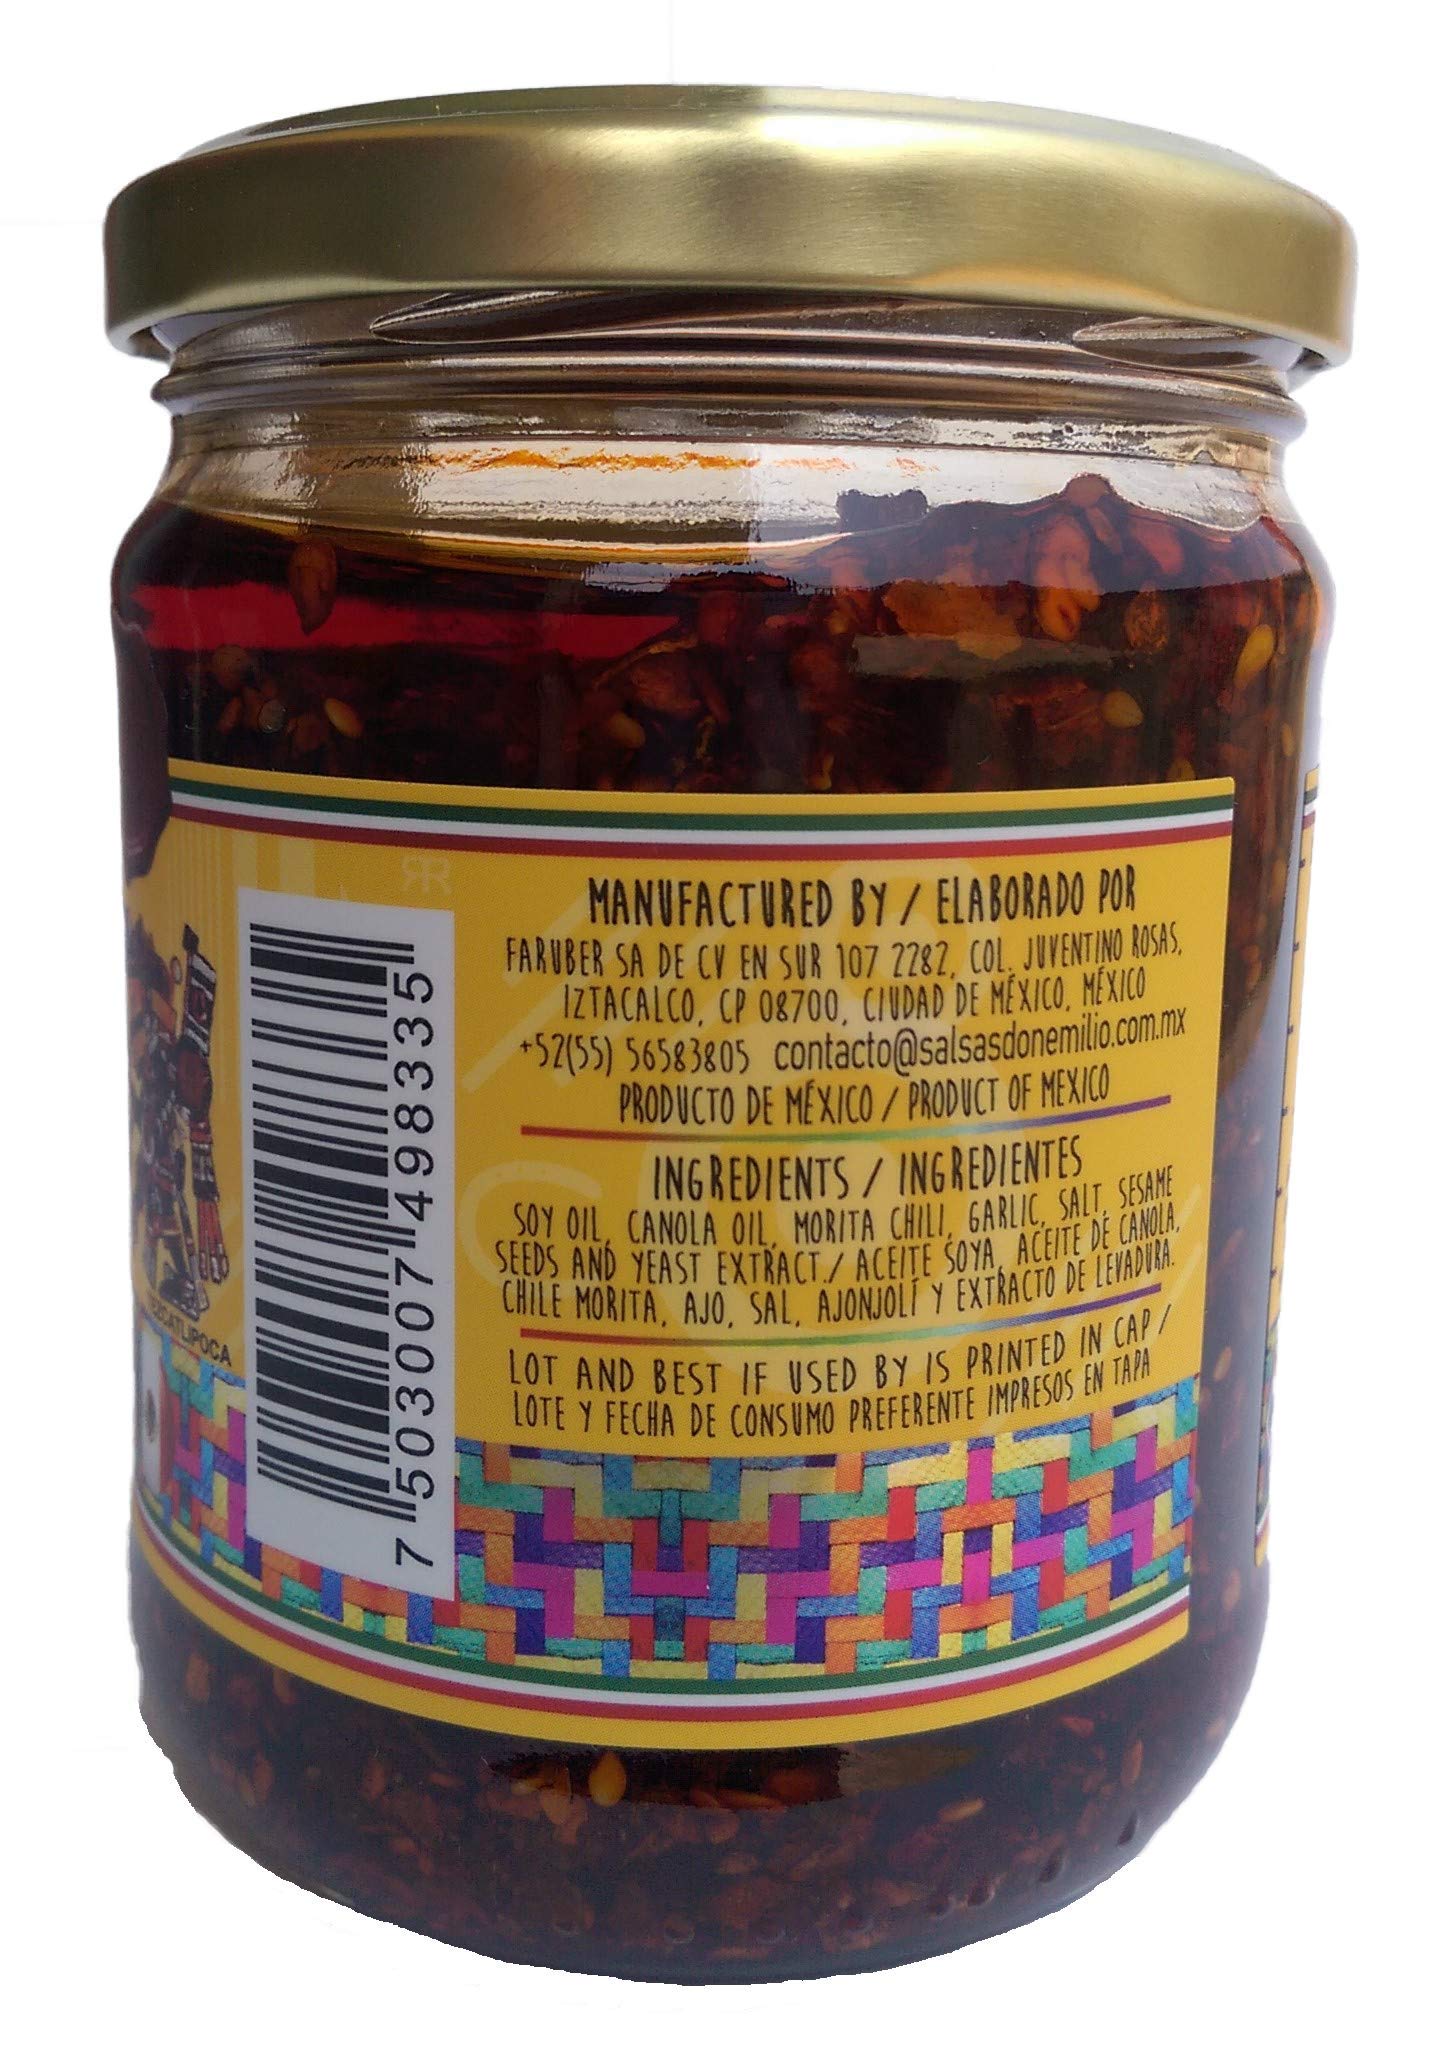 MANUFACTURED BY / ELABORADO POR
FARUBER SA DE CV EN SUR 107 2282, COL. JUVENTINO ROSAS,
IZTACALCO, CP 08700, CIUDAD DE MÉXICO, MÉXICO
+52(55) 56583805 contacto@salsasdonemilio.com.mx
PRODUCTO DE MÉXICO / PRODUCT OF MEXICO
INGREDIENTS / INGREDIENTES
SOY OIL, CANOLA OIL, MORITA CHILI, GARLIC, SALT, SESAME
SEEDS AND YEAST EXTRACT./ ACEITE SOYA, ACEITE DE CANOLA,
CHILE MORITA, AJO, SAL, AJONJOLÍ Y EXTRACTO DE LEVADURA.
LOT AND BEST IF USED BY IS PRINTED IN CAP /
LOTE Y FECHA DE CONSUMO PREFERENTE IMPRESOS EN TAPA
7 503007 498335